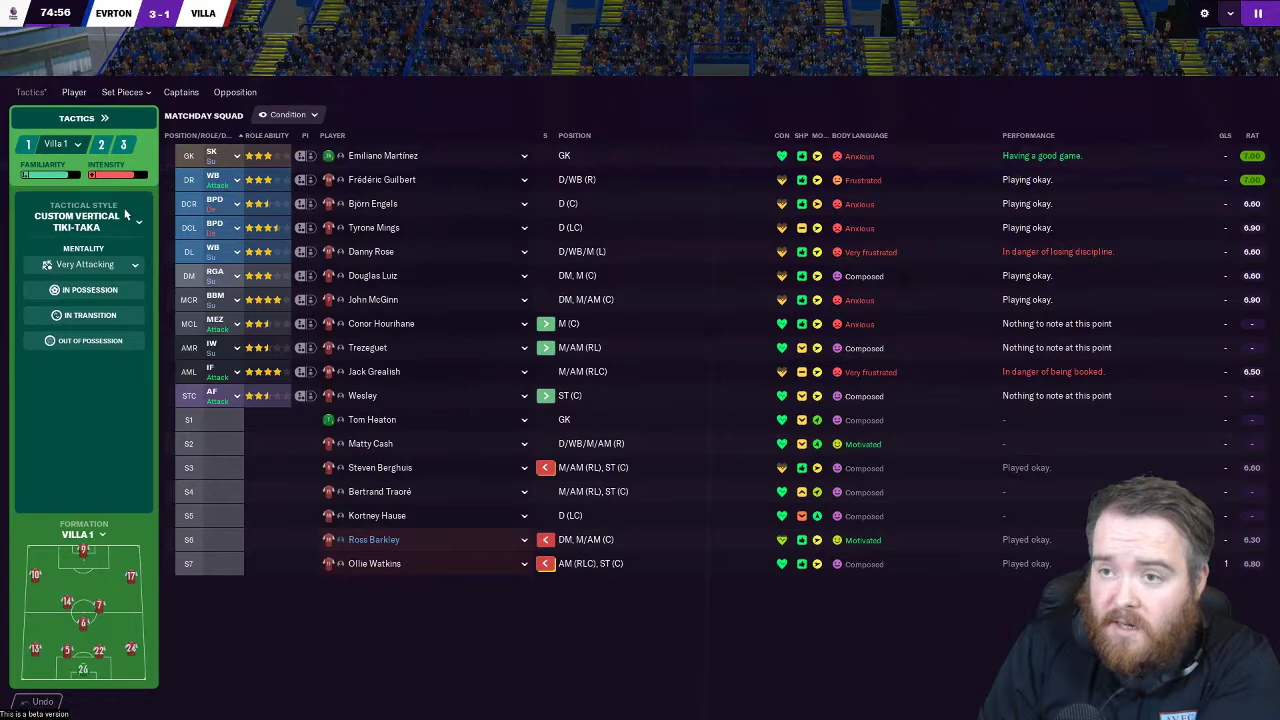 74:56 EVRTON 3 - 1 VILLA
Tactics* Player Set Pieces Captains Opposition
TACTICS
1 Villa 1 2 3
FAMILIARITY INTENSITY
TACTICAL STYLE
CUSTOM VERTICAL
TIKI-TAKA
MENTALITY
Very Attacking
IN POSSESSION
IN TRANSITION
OUT OF POSSESSION
FORMATION
VILLA 1
9
10 17
14 7
6
13 5 22 24
26
Undo
This is a beta version
MATCHDAY SQUAD Condition
POSITION/ROLE/D... ROLE ABILITY PI PLAYER S POSITION CON SHP MO... BODY LANGUAGE PERFORMANCE GLS RAT
GK SK Su Emiliano Martínez GK Anxious Having a good game. - 7.00
DR WB Attack Frédéric Guilbert D/WB (R) Frustrated Playing okay. - 7.00
DCR BPD De Björn Engels D (C) Anxious Playing okay. - 6.60
DCL BPD De Tyrone Mings D (LC) Anxious Playing okay. - 6.90
DL WB Su Danny Rose D/WB/M (L) Very frustrated In danger of losing discipline. - 6.60
DM RGA Su Douglas Luiz DM, M (C) Composed Playing okay. - 6.60
MCR BBM Su John McGinn DM, M/AM (C) Anxious Playing okay. - 6.90
MCL MEZ Attack Conor Hourihane M (C) Anxious Nothing to note at this point - -
AMR IW Su Trezeguet M/AM (RL) Composed Nothing to note at this point - -
AML IF Attack Jack Grealish M/AM (RLC) Very frustrated In danger of being booked. - 6.50
STC AF Attack Wesley ST (C) Composed Nothing to note at this point - -
S1 Tom Heaton GK Composed - - -
S2 Matty Cash D/WB/M/AM (R) Motivated - - -
S3 Steven Berghuis M/AM (RL), ST (C) Composed Played okay. - 6.60
S4 Bertrand Traoré M/AM (RL), ST (C) Composed - - -
S5 Kortney Hause D (LC) Composed - - -
S6 Ross Barkley DM, M/AM (C) Motivated Played okay. - 6.30
S7 Ollie Watkins AM (RLC), ST (C) Composed Played okay. 1 6.80